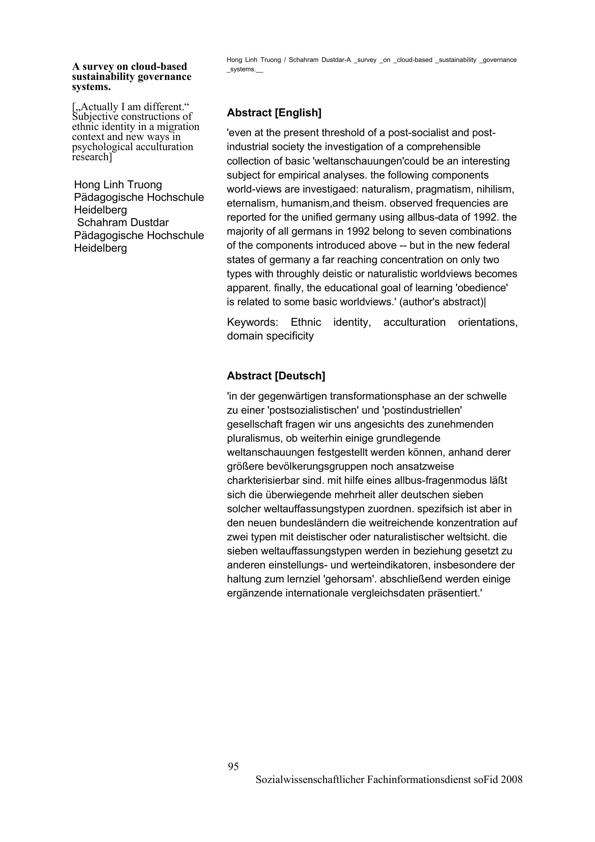 Hong Linh Truong / Schahram Dustdar-A _survey _on _cloud-based _sustainability _governance
_systems.__
A survey on cloud-based
sustainability governance
systems.
[„Actually I am different.“
Subjective constructions of
ethnic identity in a migration
context and new ways in
psychological acculturation
research]
Hong Linh Truong
Pädagogische Hochschule
Heidelberg
Schahram Dustdar
Pädagogische Hochschule
Heidelberg
Abstract [English]
'even at the present threshold of a post-socialist and post-
industrial society the investigation of a comprehensible
collection of basic 'weltanschauungen'could be an interesting
subject for empirical analyses. the following components
world-views are investigaed: naturalism, pragmatism, nihilism,
eternalism, humanism,and theism. observed frequencies are
reported for the unified germany using allbus-data of 1992. the
majority of all germans in 1992 belong to seven combinations
of the components introduced above -- but in the new federal
states of germany a far reaching concentration on only two
types with throughly deistic or naturalistic worldviews becomes
apparent. finally, the educational goal of learning 'obedience'
is related to some basic worldviews.' (author's abstract)|
Keywords: Ethnic identity, acculturation orientations,
domain specificity
Abstract [Deutsch]
'in der gegenwärtigen transformationsphase an der schwelle
zu einer 'postsozialistischen' und 'postindustriellen'
gesellschaft fragen wir uns angesichts des zunehmenden
pluralismus, ob weiterhin einige grundlegende
weltanschauungen festgestellt werden können, anhand derer
größere bevölkerungsgruppen noch ansatzweise
charkterisierbar sind. mit hilfe eines allbus-fragenmodus läßt
sich die überwiegende mehrheit aller deutschen sieben
solcher weltauffassungstypen zuordnen. spezifsich ist aber in
den neuen bundesländern die weitreichende konzentration auf
zwei typen mit deistischer oder naturalistischer weltsicht. die
sieben weltauffassungstypen werden in beziehung gesetzt zu
anderen einstellungs- und werteindikatoren, insbesondere der
haltung zum lernziel 'gehorsam'. abschließend werden einige
ergänzende internationale vergleichsdaten präsentiert.'
95
Sozialwissenschaftlicher Fachinformationsdienst soFid 2008